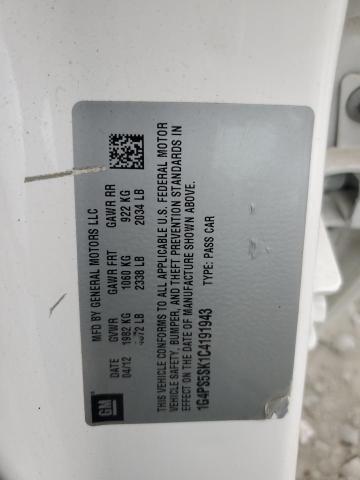 MFD BY GENERAL MOTORS LLC
DATE GVWR GAWR FRT GAWR RR
04/12 1982 KG 1060 KG 922 KG
2338 LB 2034 LB
THIS VEHICLE CONFORMS TO ALL APPLICABLE U.S. FEDERAL MOTOR
VEHICLE SAFETY, BUMPER, AND THEFT PREVENTION STANDARDS IN
EFFECT ON THE DATE OF MANUFACTURE SHOWN ABOVE.
1G4PS5SK1C4191943 TYPE: PASS CAR
GM